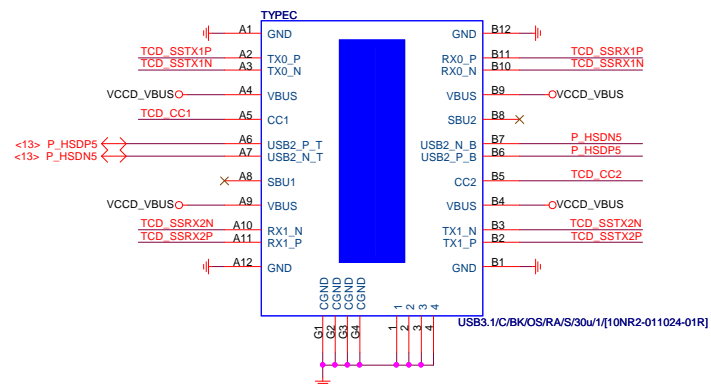 TYPEC
A1 GND GND B12
TCD_SSTX1P A2 TX0_P RX0_P B11 TCD_SSRX1P
TCD_SSTX1N A3 TX0_N RX0_N B10 TCD_SSRX1N
VCCD_VBUS A4 VBUS VBUS B9 VCCD_VBUS
TCD_CC1 A5 CC1 SBU2 B8
<13> P_HSDP5 A6 USB2_P_T USB2_N_B B7 P_HSDN5
<13> P_HSDN5 A7 USB2_N_T USB2_P_B B6 P_HSDP5
A8 SBU1 CC2 B5 TCD_CC2
VCCD_VBUS A9 VBUS VBUS B4 VCCD_VBUS
TCD_SSRX2N A10 RX1_N TX1_N B3 TCD_SSTX2N
TCD_SSRX2P A11 RX1_P TX1_P B2 TCD_SSTX2P
A12 GND GND B1
CGND CGND CGND CGND 1 2 3 4
G1 G2 G3 G4 1 2 3 4
USB3.1/C/BK/OS/RA/S/30u/1/[10NR2-011024-01R]